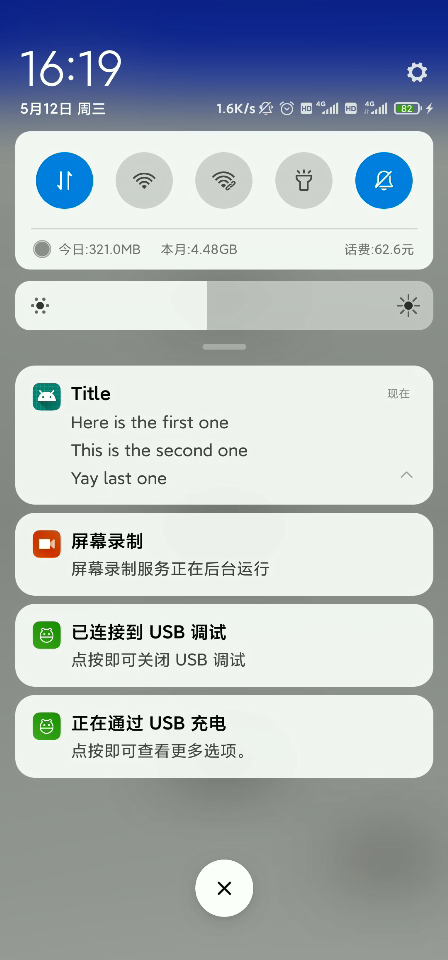 16:19
5月12日 周三
1.6K/s HD 4G HD 4G 82
今日:321.0MB 本月:4.48GB 话费:62.6元
Title 现在
Here is the first one
This is the second one
Yay last one
屏幕录制
屏幕录制服务正在后台运行
已连接到 USB 调试
点按即可关闭 USB 调试
正在通过 USB 充电
点按即可查看更多选项。